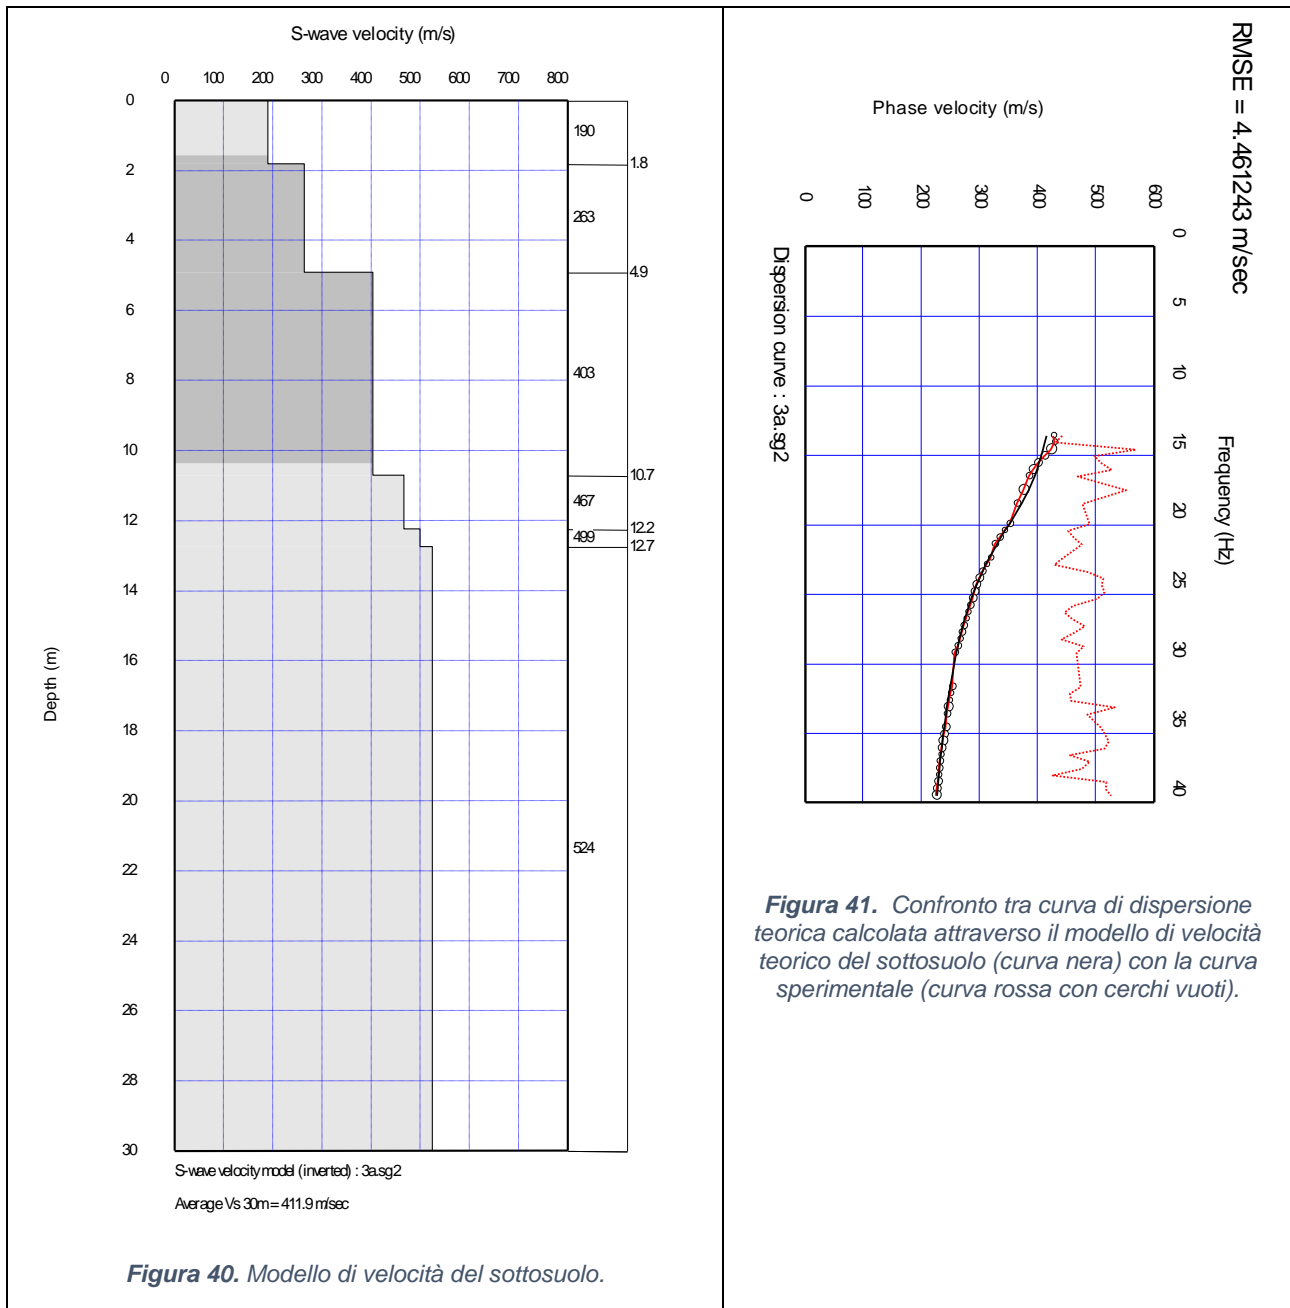 S-wave velocity (m/s)
0 100 200 300 400 500 600 700 800
0
190
1.8
2
263
4
4.9
6
403
8
10
10.7
467
12
12.2
499
12.7
14
16
Depth (m)
18
20
524
22
24
26
28
30
S-wave velocity model (inverted) : 3a.sg2
Average Vs 30m = 411.9 m/sec
Figura 40. Modello di velocità del sottosuolo.
RMSE = 4.461243 m/sec
Phase velocity (m/s)
0 100 200 300 400 500 600
0
5
10
15
20
25
30
35
40
Frequency (Hz)
Dispersion curve : 3a.sg2
Figura 41. Confronto tra curva di dispersione
teorica calcolata attraverso il modello di velocità
teorico del sottosuolo (curva nera) con la curva
sperimentale (curva rossa con cerchi vuoti).